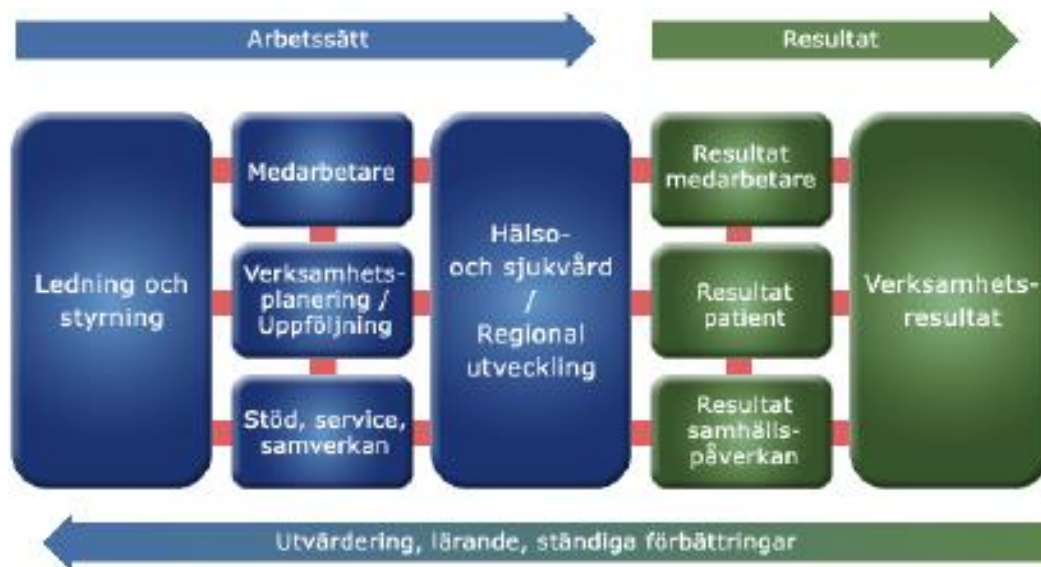 Arbetssätt
Resultat
Ledning och
styrning
Medarbetare
Verksamhets-
planering /
Uppföljning
Stöd, service,
samverkan
Hälso-
och sjukvård
/
Regional
utveckling
Resultat
medarbetare
Resultat
patient
Resultat
samhälls-
påverkan
Verksamhets-
resultat
Utvärdering, lärande, ständiga förbättringar